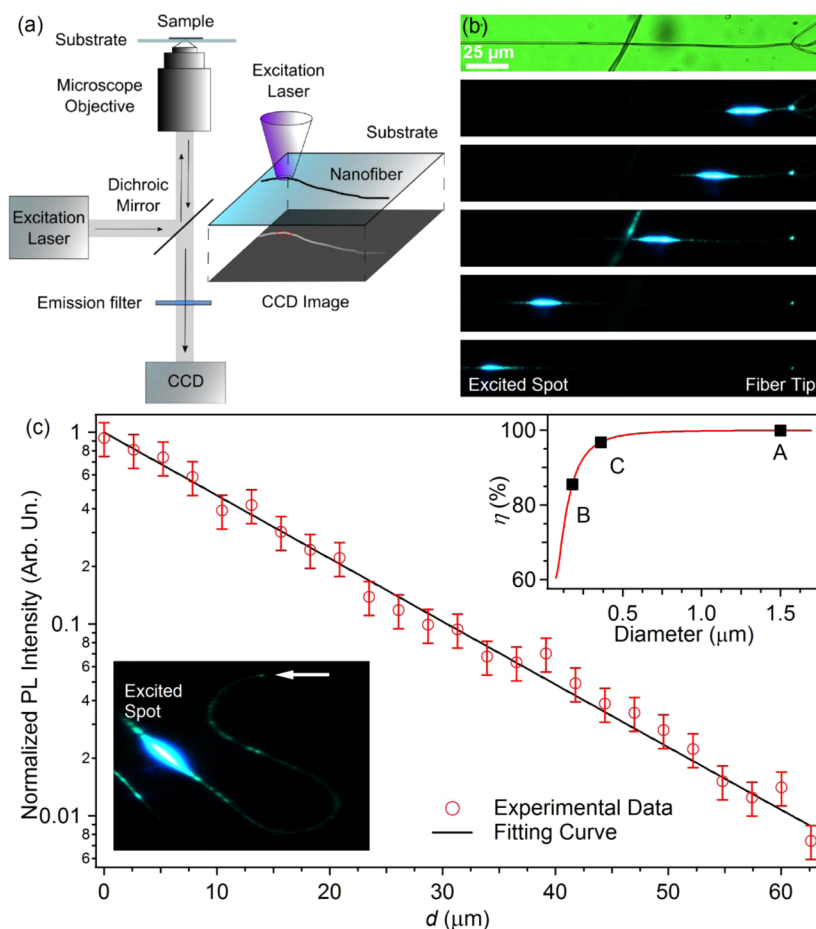 (a)
Sample
Substrate
Microscope
Objective
Excitation
Laser
Substrate
Nanofiber
Dichroic
Mirror
Excitation
Laser
Emission filter
CCD Image
CCD
(b)
25 μm
Excited Spot
Fiber Tip
(c)
Normalized PL Intensity (Arb. Un.)
1
8
6
4
2
0.1
8
6
4
2
0.01
8
6
0
10
20
30
40
50
60
d (μm)
Excited
Spot
Experimental Data
Fitting Curve
η (%)
100
80
60
0.5
1.0
1.5
Diameter (μm)
A
B
C